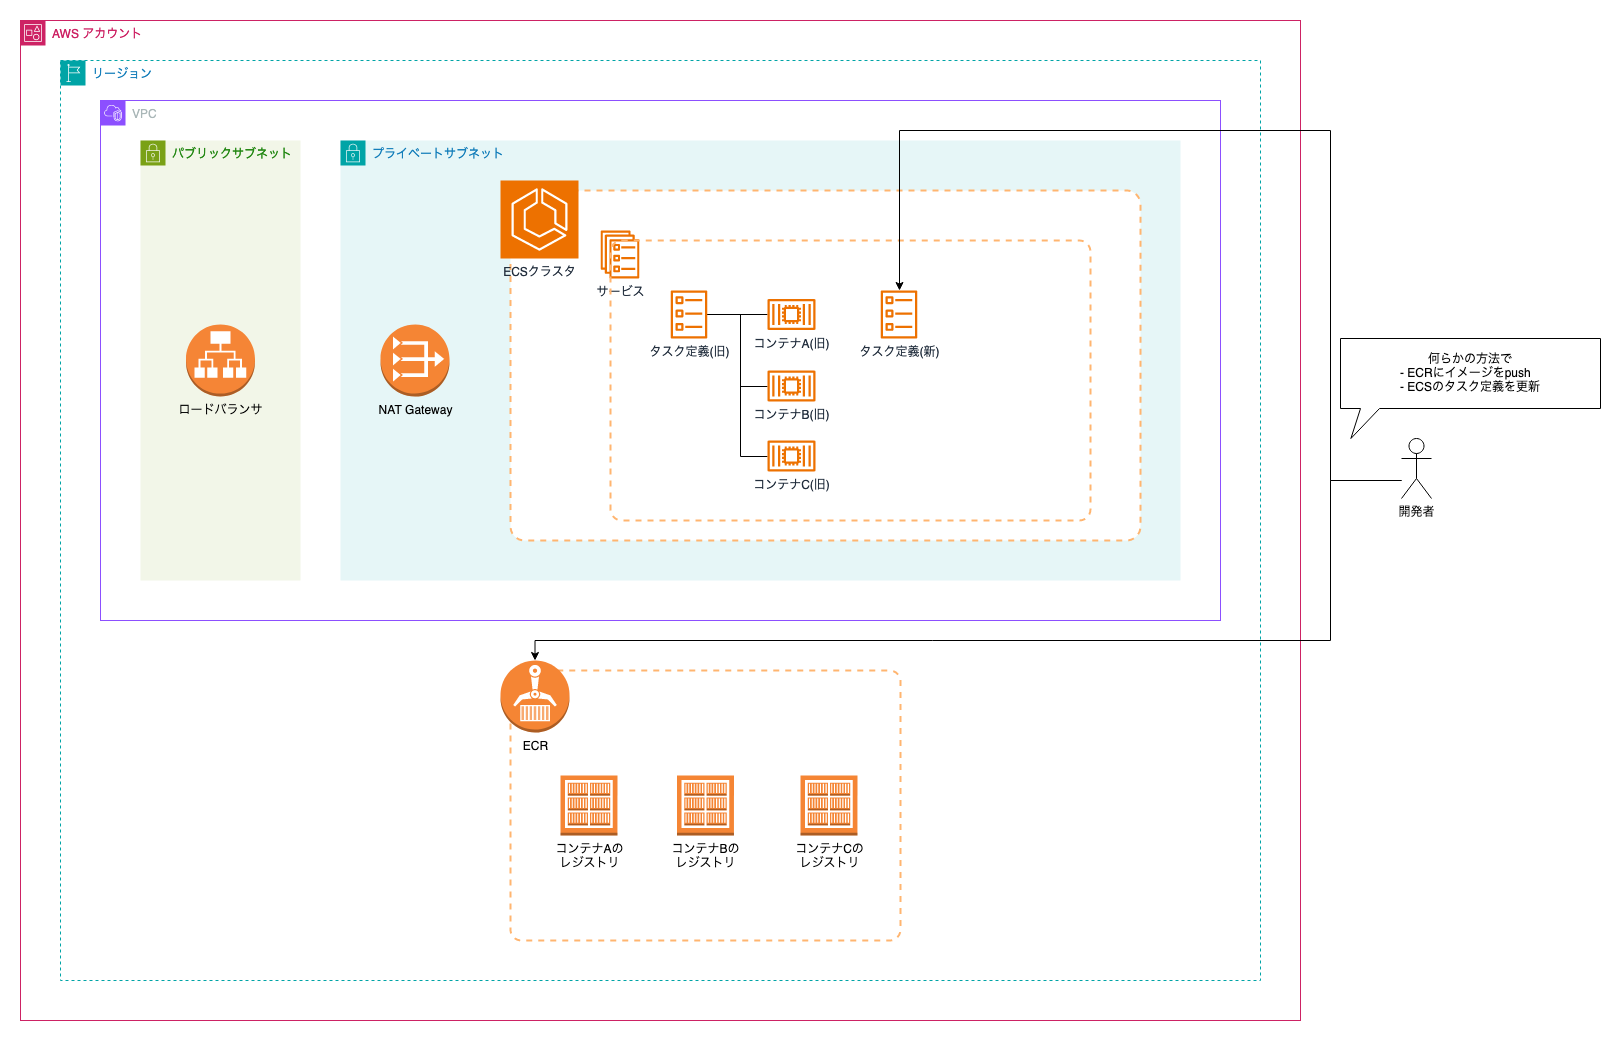 AWS アカウント
リージョン
VPC
パブリックサブネット
プライベートサブネット
ECSクラスタ
サービス
タスク定義(旧)
コンテナA(旧)
タスク定義(新)
コンテナB(旧)
コンテナC(旧)
ロードバランサ
NAT Gateway
何らかの方法で
- ECRにイメージをpush
- ECSのタスク定義を更新
開発者
ECR
コンテナAの
レジストリ
コンテナBの
レジストリ
コンテナCの
レジストリ